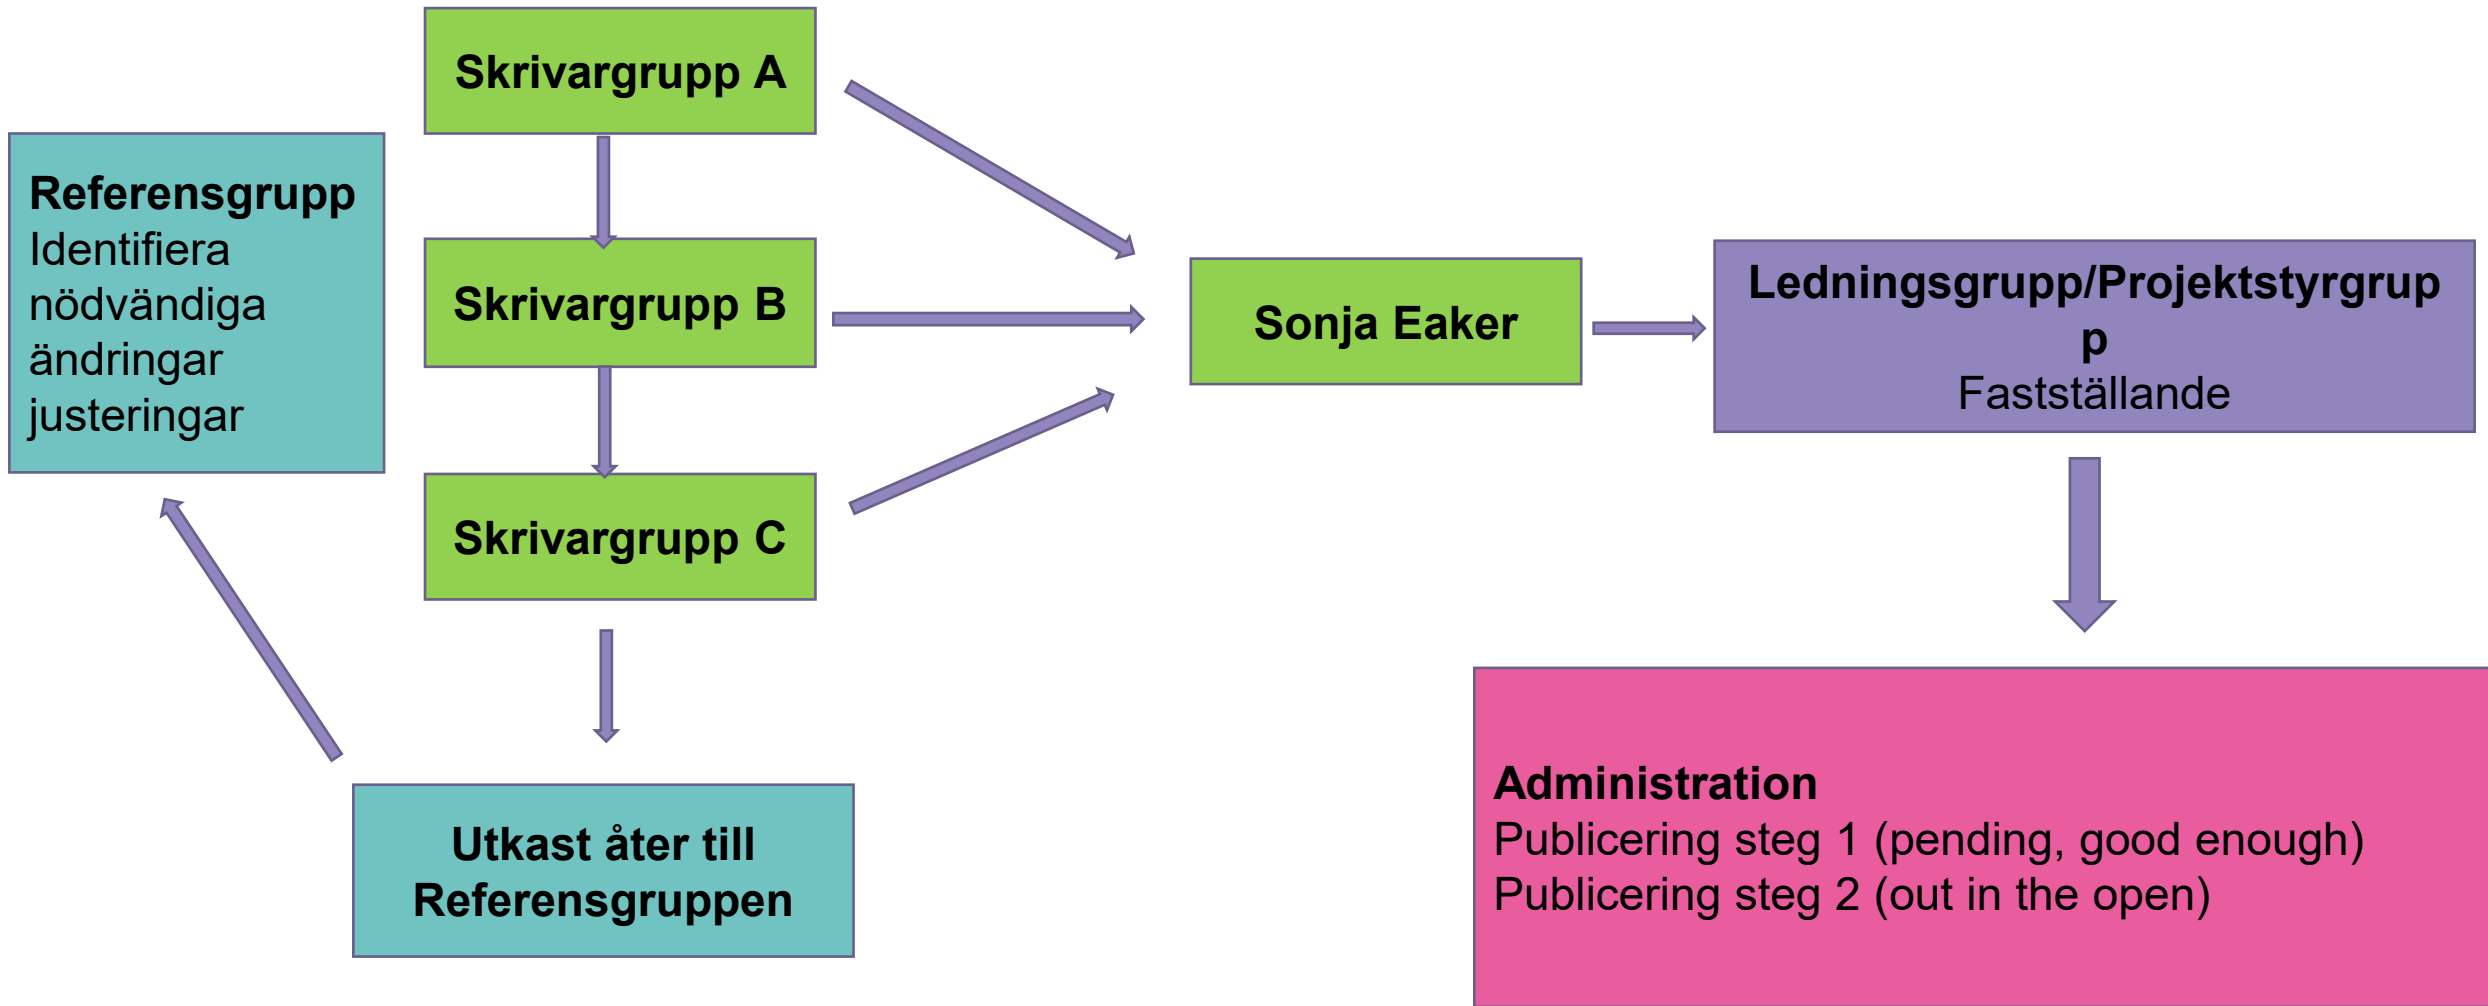 Skrivargrupp A
Referensgrupp
Identifiera
nödvändiga
ändringar
justeringar
Skrivargrupp B
Skrivargrupp C
Utkast åter till
Referensgruppen
Sonja Eaker
Ledningsgrupp/Projektstyrgrup
p
Fastställande
Administration
Publicering steg 1 (pending, good enough)
Publicering steg 2 (out in the open)